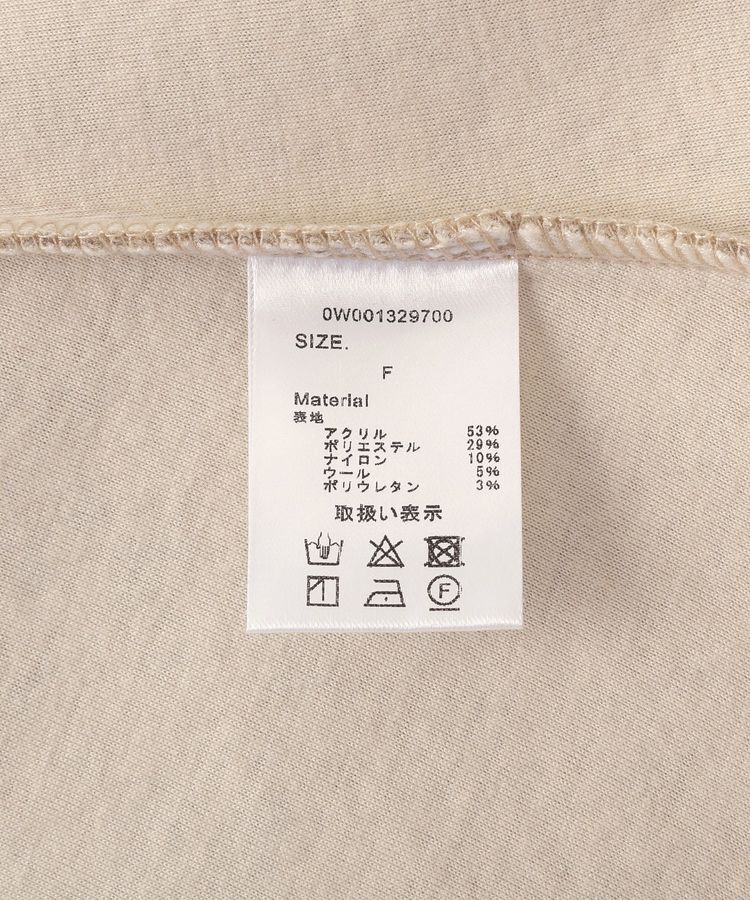 0W001329700
SIZE.
F
Material
表地
アクリル 53%
ポリエステル 29%
ナイロン 10%
ウール 5%
ポリウレタン 3%
取扱い表示
F